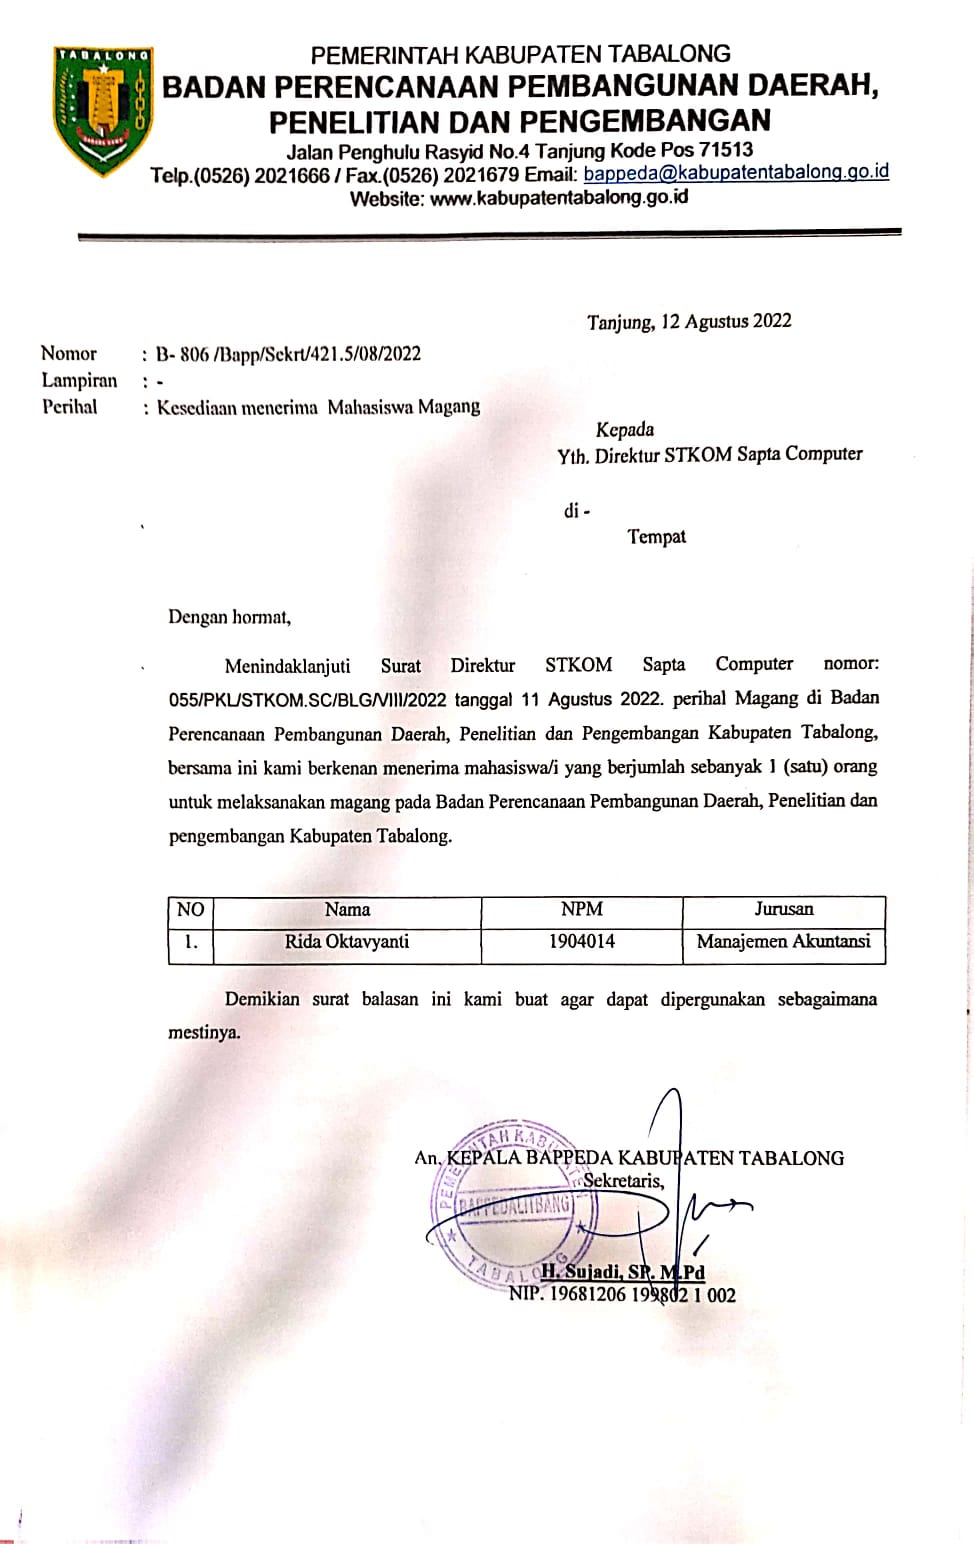 TABALONG
PEMERINTAH KABUPATEN TABALONG
BADAN PERENCANAAN PEMBANGUNAN DAERAH,
PENELITIAN DAN PENGEMBANGAN
Jalan Penghulu Rasyid No.4 Tanjung Kode Pos 71513
Telp.(0526) 2021666 / Fax.(0526) 2021679 Email: bappeda@kabupatentabalong.go.id
Website: www.kabupatentabalong.go.id
Tanjung, 12 Agustus 2022
Nomor : B- 806 /Bapp/Sekrt/421.5/08/2022
Lampiran : -
Perihal : Kesediaan menerima Mahasiswa Magang
Kepada
Yth. Direktur STKOM Sapta Computer
di -
Tempat
Dengan hormat,
Menindaklanjuti Surat Direktur STKOM Sapta Computer nomor:
055/PKL/STKOM.SC/BLG/VIII/2022 tanggal 11 Agustus 2022. perihal Magang di Badan
Perencanaan Pembangunan Daerah, Penelitian dan Pengembangan Kabupaten Tabalong,
bersama ini kami berkenan menerima mahasiswa/i yang berjumlah sebanyak 1 (satu) orang
untuk melaksanakan magang pada Badan Perencanaan Pembangunan Daerah, Penelitian dan
pengembangan Kabupaten Tabalong.
NO Nama NPM Jurusan
1. Rida Oktavyanti 1904014 Manajemen Akuntansi
Demikian surat balasan ini kami buat agar dapat dipergunakan sebagaimana
mestinya.
An. KEPALA BAPPEDA KABUPATEN TABALONG
Sekretaris,
BAPPEDALITBANG
TABALONG
H. Sujadi, SP. M.Pd
NIP. 19681206 199802 1 002